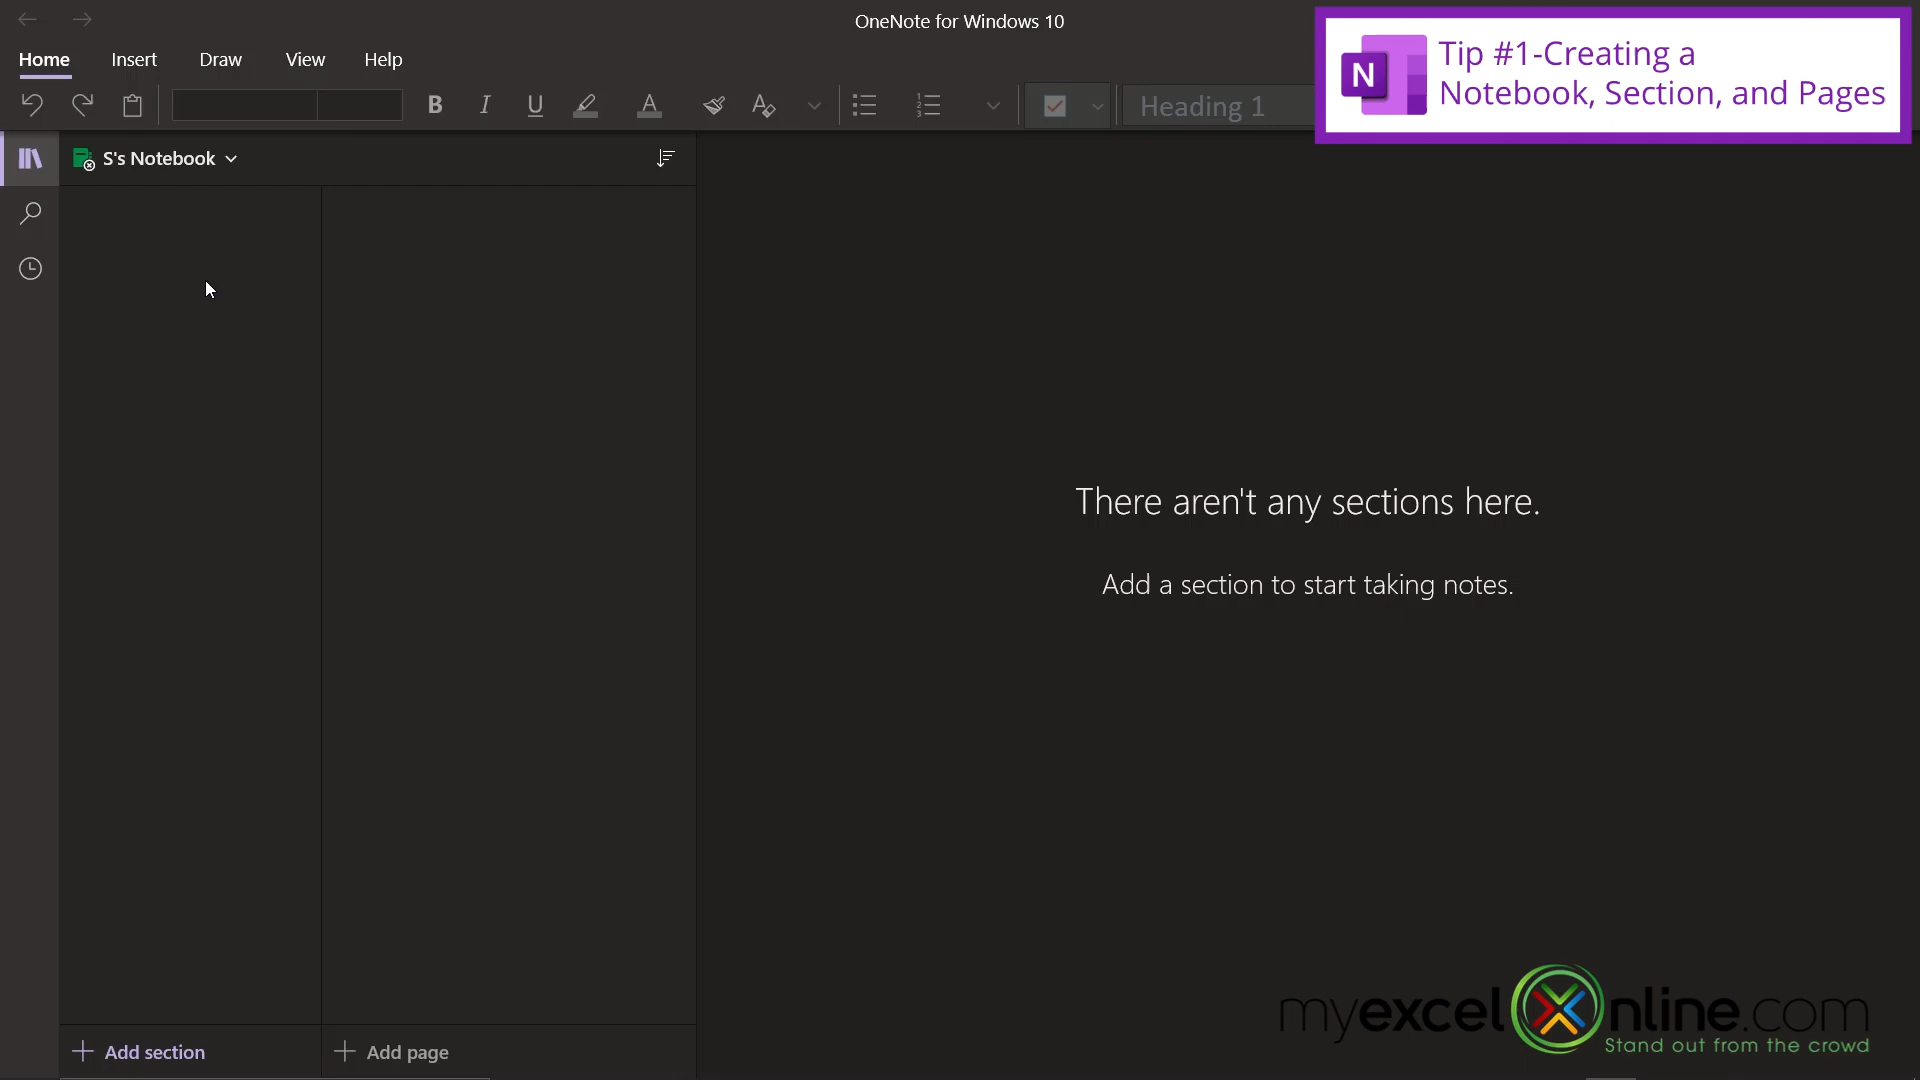 OneNote for Windows 10
Home Insert Draw View Help
B I U A A Heading 1
N Tip #1-Creating a
Notebook, Section, and Pages
S's Notebook
There aren't any sections here.
Add a section to start taking notes.
myexcelonline.com
Stand out from the crowd
+ Add section + Add page